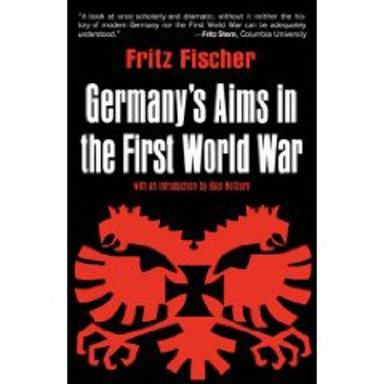 "A book at once scholarly and dramatic, without it neither the his-
tory of modern Germany nor the First World War can be adequately
understood." —Fritz Stern, Columbia University
Fritz Fischer
Germany's Aims in
the First World War
with an introduction by Hajo Holborn